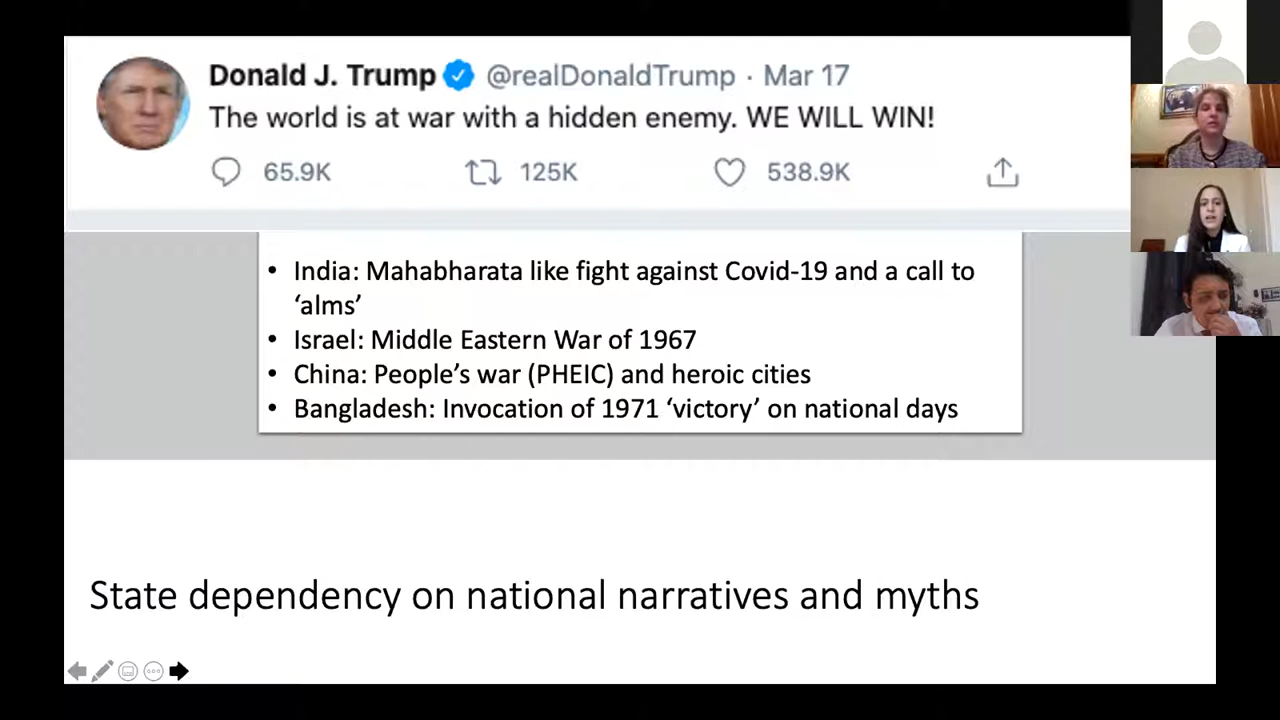 Donald J. Trump @realDonaldTrump · Mar 17
The world is at war with a hidden enemy. WE WILL WIN!
65.9K 125K 538.9K
• India: Mahabharata like fight against Covid-19 and a call to
‘alms’
• Israel: Middle Eastern War of 1967
• China: People’s war (PHEIC) and heroic cities
• Bangladesh: Invocation of 1971 ‘victory’ on national days
State dependency on national narratives and myths